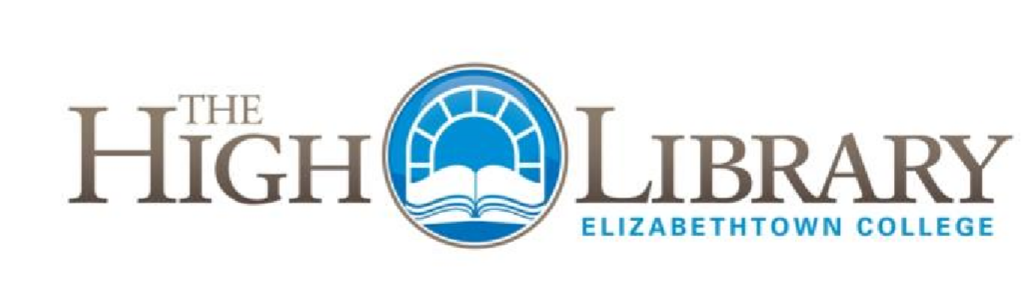 THE
HIGH LIBRARY
ELIZABETHTOWN COLLEGE